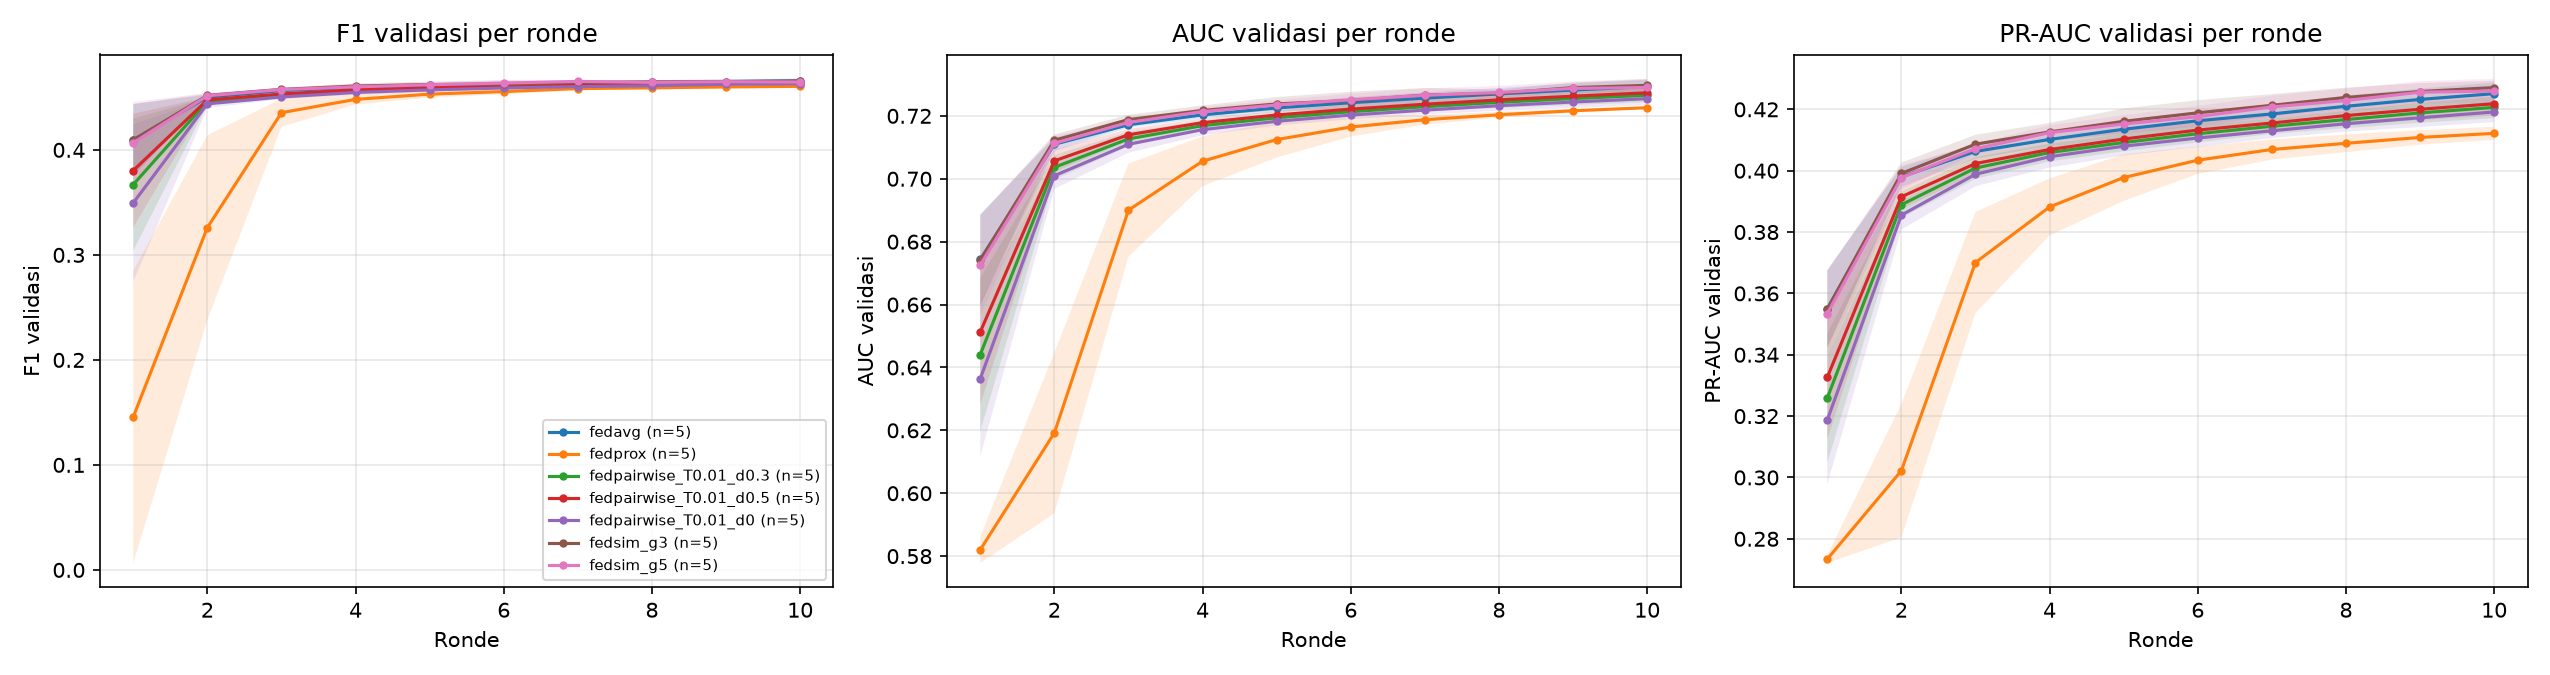 F1 validasi per ronde
F1 validasi
0.4
0.3
0.2
0.1
0.0
fedavg (n=5)
fedprox (n=5)
fedpairwise_T0.01_d0.3 (n=5)
fedpairwise_T0.01_d0.5 (n=5)
fedpairwise_T0.01_d0 (n=5)
fedsim_g3 (n=5)
fedsim_g5 (n=5)
2 4 6 8 10
Ronde
AUC validasi per ronde
AUC validasi
0.72
0.70
0.68
0.66
0.64
0.62
0.60
0.58
2 4 6 8 10
Ronde
PR-AUC validasi per ronde
PR-AUC validasi
0.42
0.40
0.38
0.36
0.34
0.32
0.30
0.28
2 4 6 8 10
Ronde